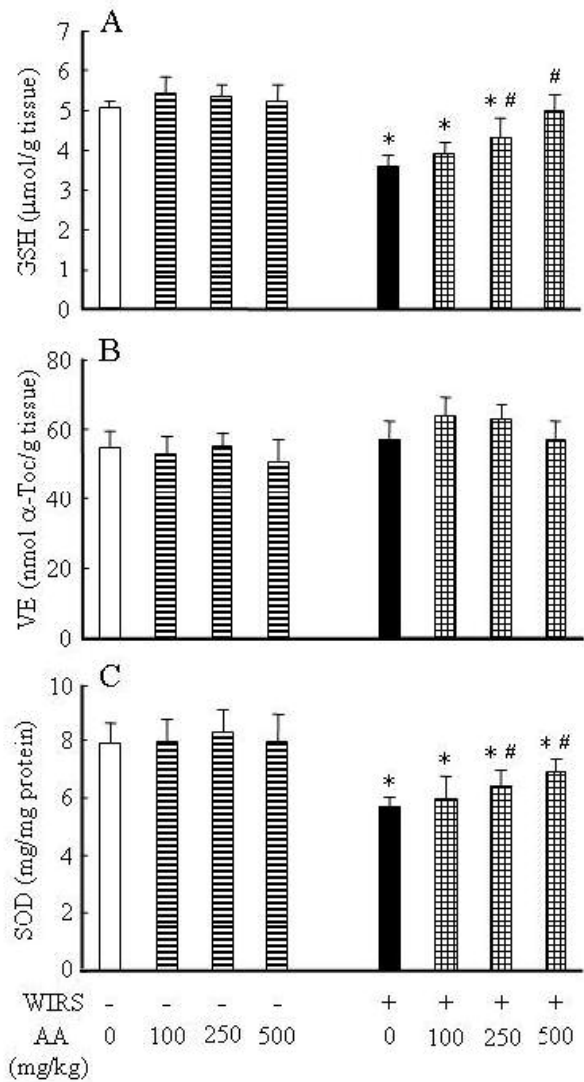 A
7
6
5
4
3
2
1
0
GSH (μmol/g tissue)
* * * # #
B
80
60
40
20
0
VE (nmol α-Toc/g tissue)
C
10
8
6
4
2
0
SOD (mg/mg protein)
* * * # * #
WIRS - - - - + + + +
AA 0 100 250 500 0 100 250 500
(mg/kg)